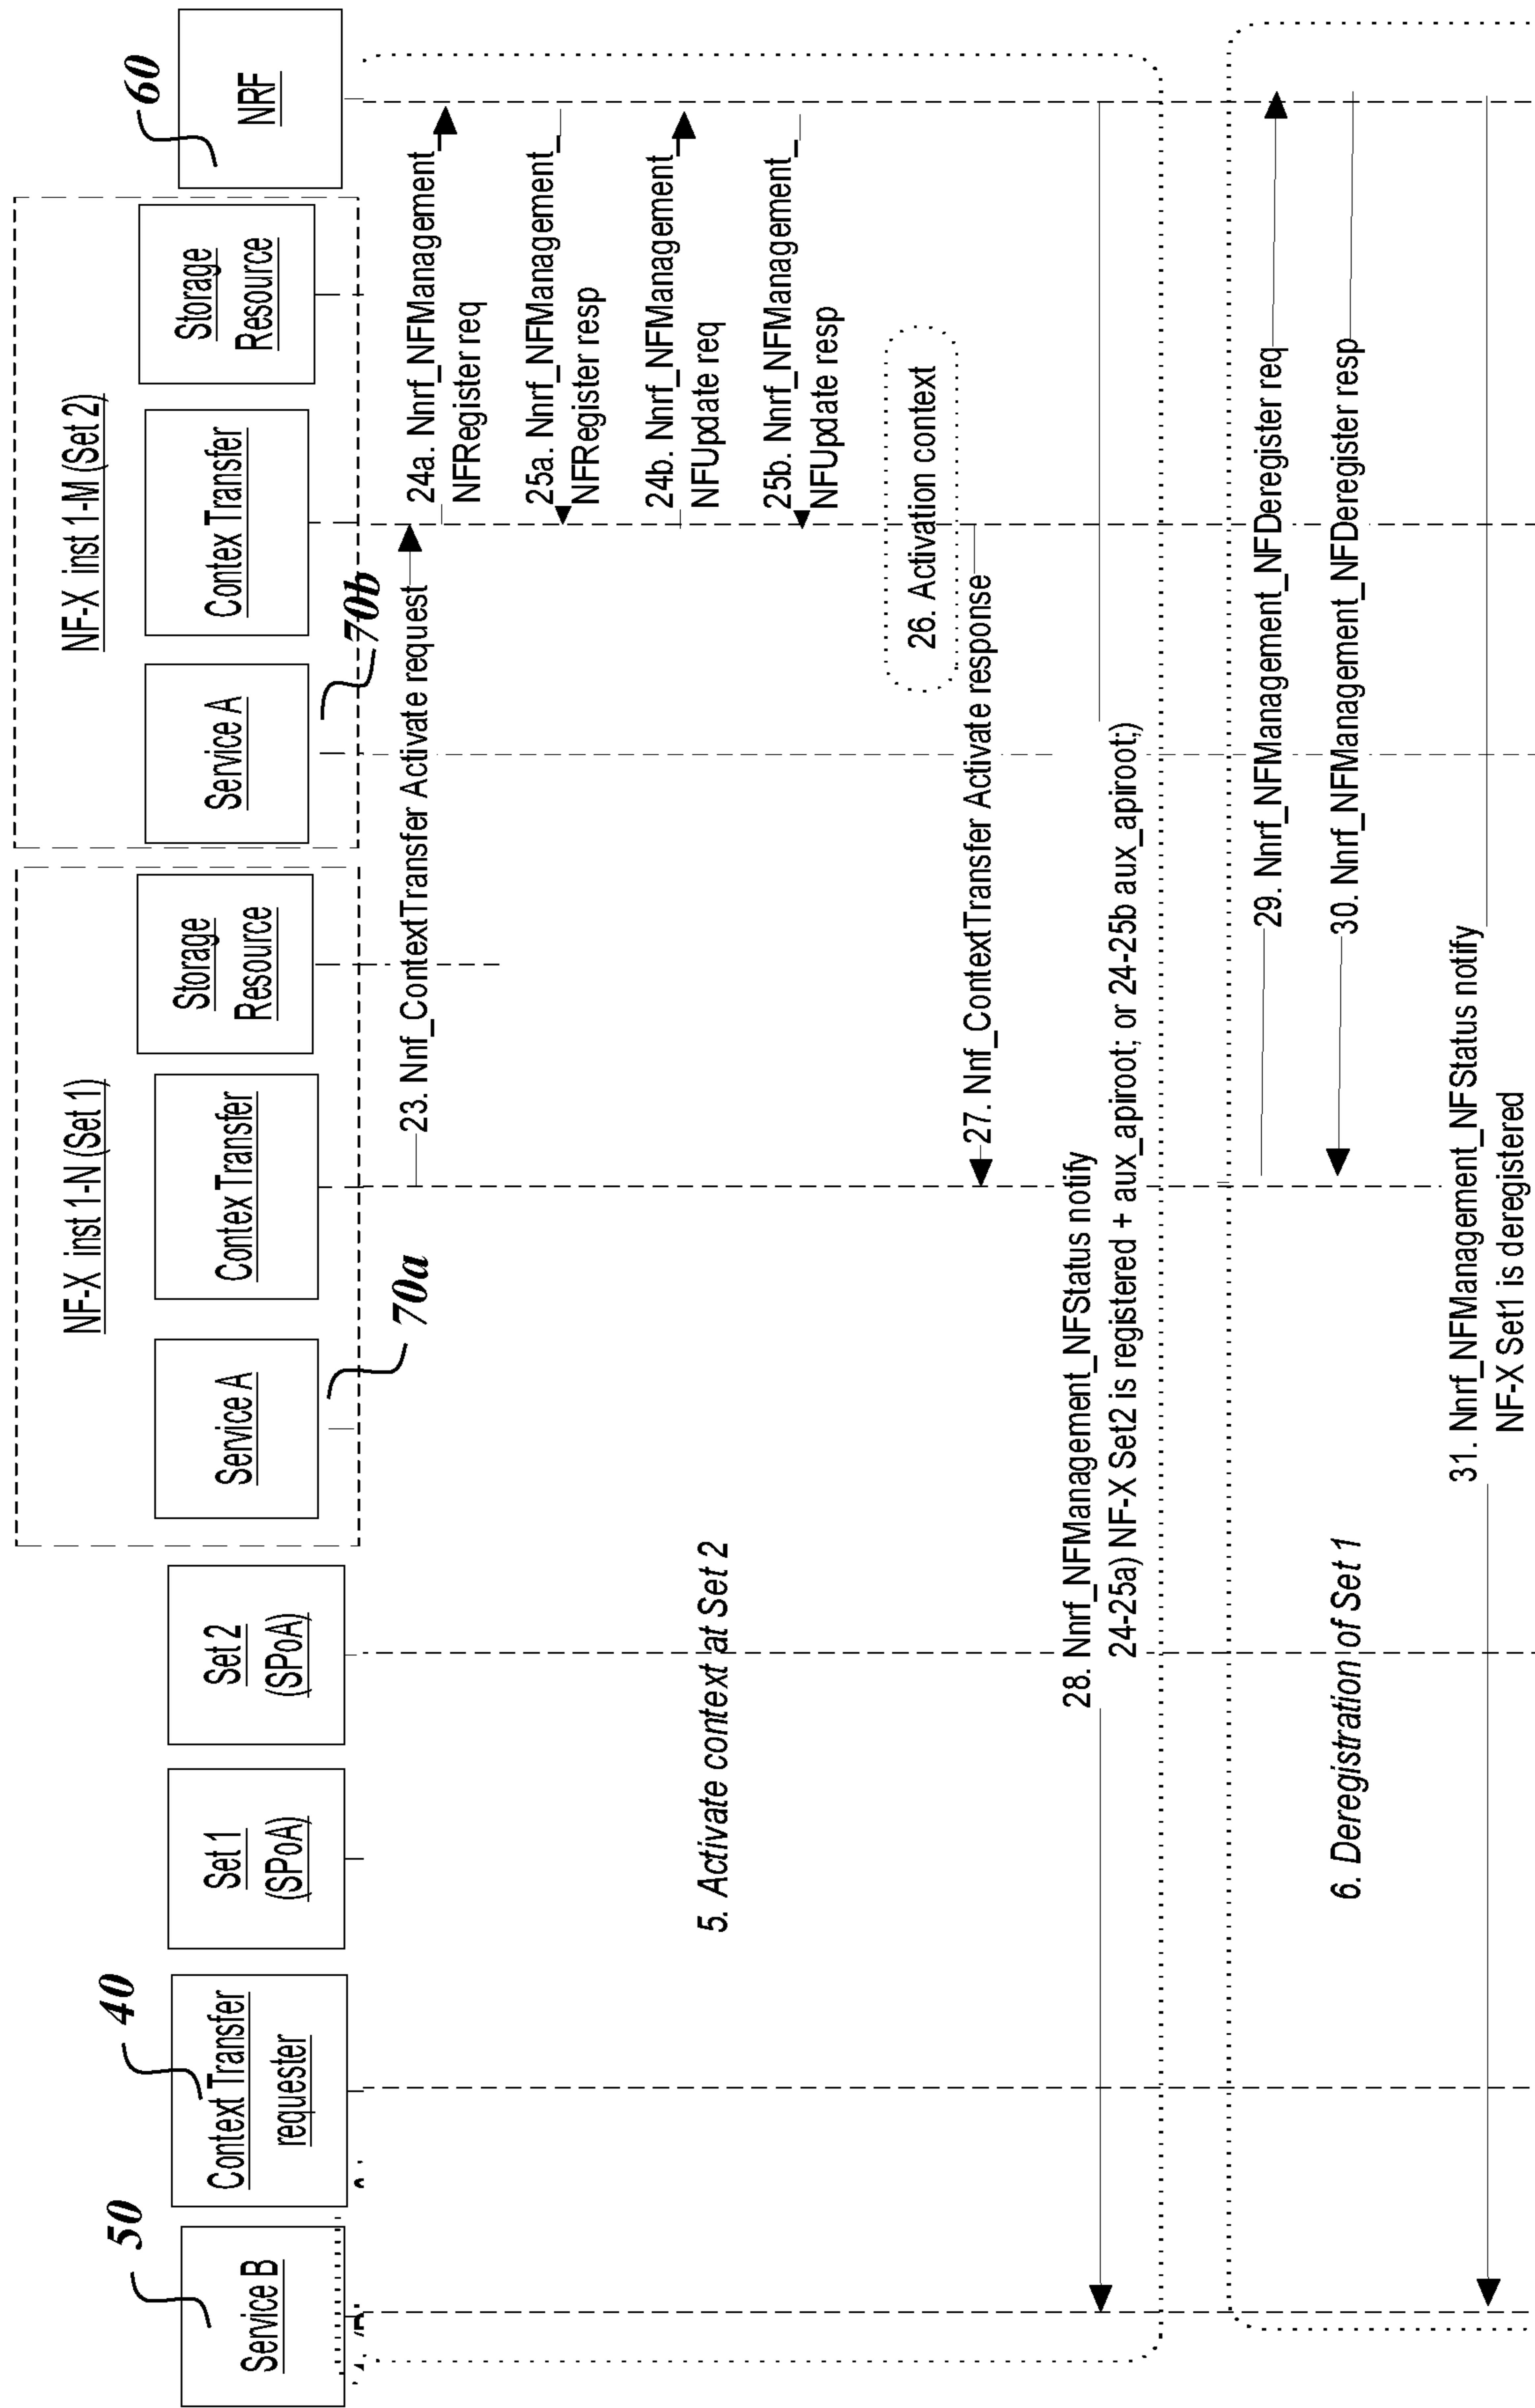 50
Service B
40
Context Transfer
requester
Set 1
(SPoA)
Set 2
(SPoA)
NF-X inst 1-N (Set 1)
Service A
70a
Contex Transfer
Storage
Resource
NF-X inst 1-M (Set 2)
Service A
70b
Contex Transfer
Storage
Resource
60
NRF
23. Nnf_ContextTransfer Activate request
24a. Nnrf_NFManagement_
NFRegister req
25a. Nnrf_NFManagement_
NFRegister resp
24b. Nnrf_NFManagement_
NFUpdate req
5. Activate context at Set 2
25b. Nnrf_NFManagement_
NFUpdate resp
26. Activation context
27. Nnf_ContextTransfer Activate response
28. Nnrf_NFManagement_NFStatus notify
24-25a) NF-X Set2 is registered + aux_apiroot; or 24-25b aux_apiroot;)
29. Nnrf_NFManagement_NFDeregister req
6. Deregistration of Set 1
30. Nnrf_NFManagement_NFDeregister resp
31. Nnrf_NFManagement_NFStatus notify
NF-X Set1 is deregistered